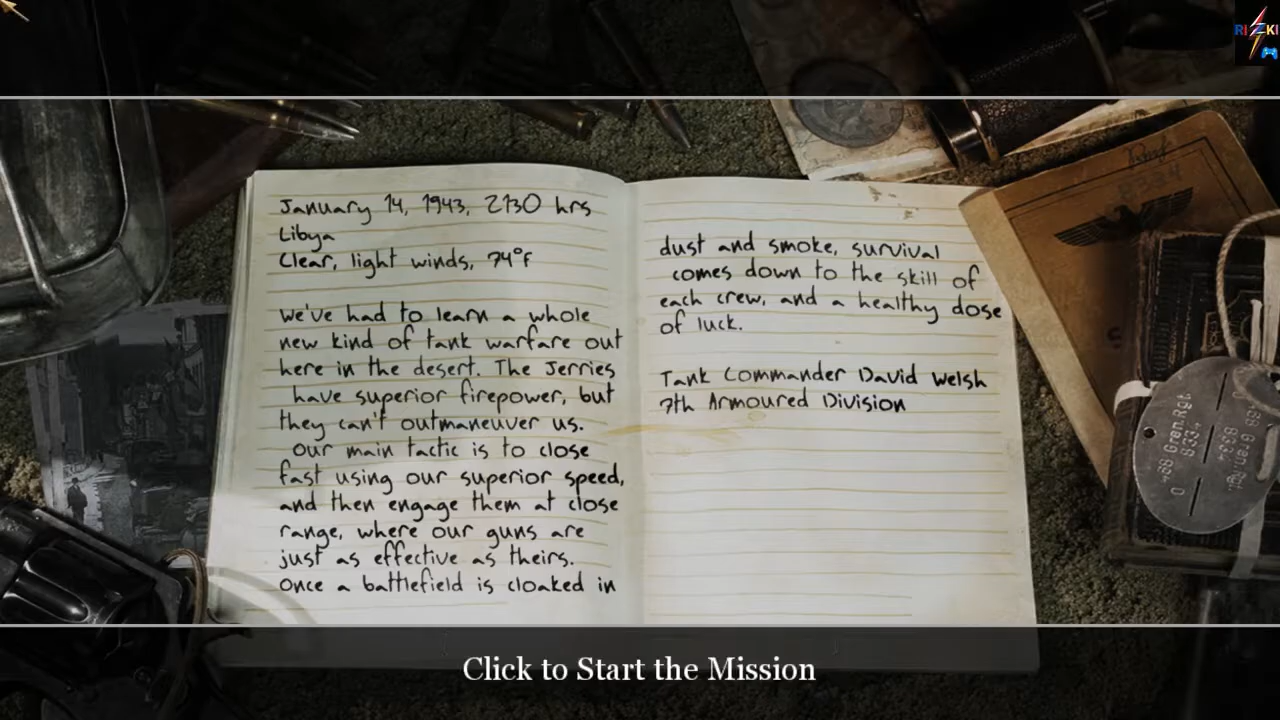 RIZKI
January 14, 1943, 2130 hrs
Libya
Clear, light winds, 74°F
We've had to learn a whole
new kind of tank warfare out
here in the desert. The Jerries
have superior firepower, but
they can't outmaneuver us.
Our main tactic is to close
fast using our superior speed,
and then engage them at close
range, where our guns are
just as effective as theirs.
Once a battlefield is cloaked in
dust and smoke, survival
comes down to the skill of
each crew, and a healthy dose
of luck.
Tank Commander David Welsh
7th Armoured Division
Click to Start the Mission